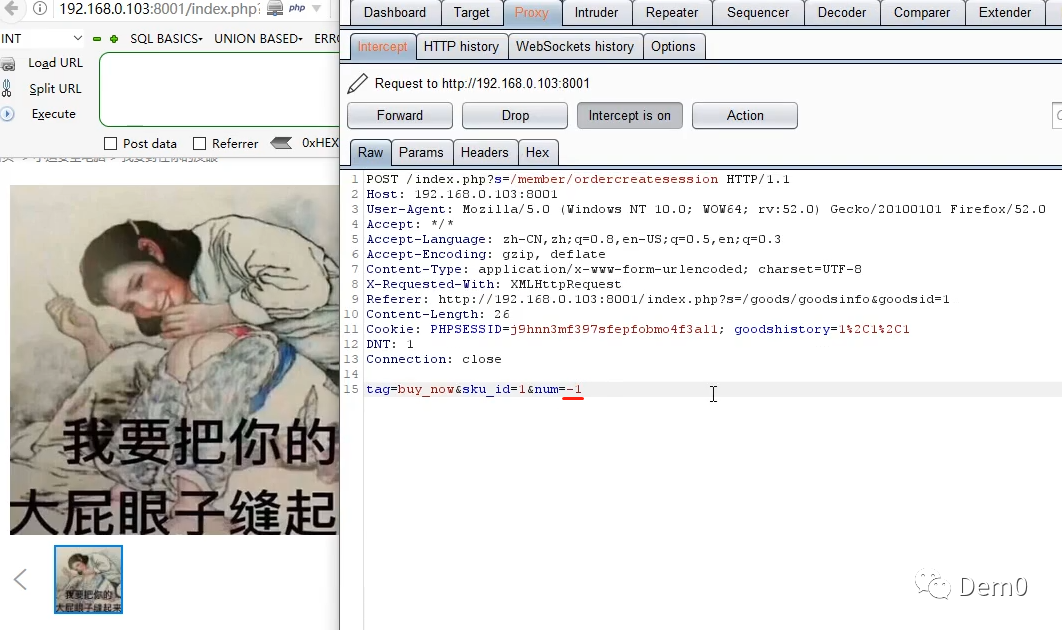 192.168.0.103:8001/index.php? php
INT SQL BASICS UNION BASED ERR
Load URL
Split URL
Execute
Post data Referrer 0xHEX
我要把你的
大屁眼子缝起
我要把你的
大屁眼子缝起来
Dashboard Target Proxy Intruder Repeater Sequencer Decoder Comparer Extender
Intercept HTTP history WebSockets history Options
Request to http://192.168.0.103:8001
Forward Drop Intercept is on Action
Raw Params Headers Hex
1 POST /index.php?s=/member/ordercreatesession HTTP/1.1
2 Host: 192.168.0.103:8001
3 User-Agent: Mozilla/5.0 (Windows NT 10.0; WOW64; rv:52.0) Gecko/20100101 Firefox/52.0
4 Accept: */*
5 Accept-Language: zh-CN,zh;q=0.8,en-US;q=0.5,en;q=0.3
6 Accept-Encoding: gzip, deflate
7 Content-Type: application/x-www-form-urlencoded; charset=UTF-8
8 X-Requested-With: XMLHttpRequest
9 Referer: http://192.168.0.103:8001/index.php?s=/goods/goodsinfo&goodsid=1
10 Content-Length: 26
11 Cookie: PHPSESSID=j9hnn3mf397sfepfobmo4f3al1; goodshistory=1%2C1%2C1
12 DNT: 1
13 Connection: close
14
15 tag=buy_now&sku_id=1&num=-1
Dem0